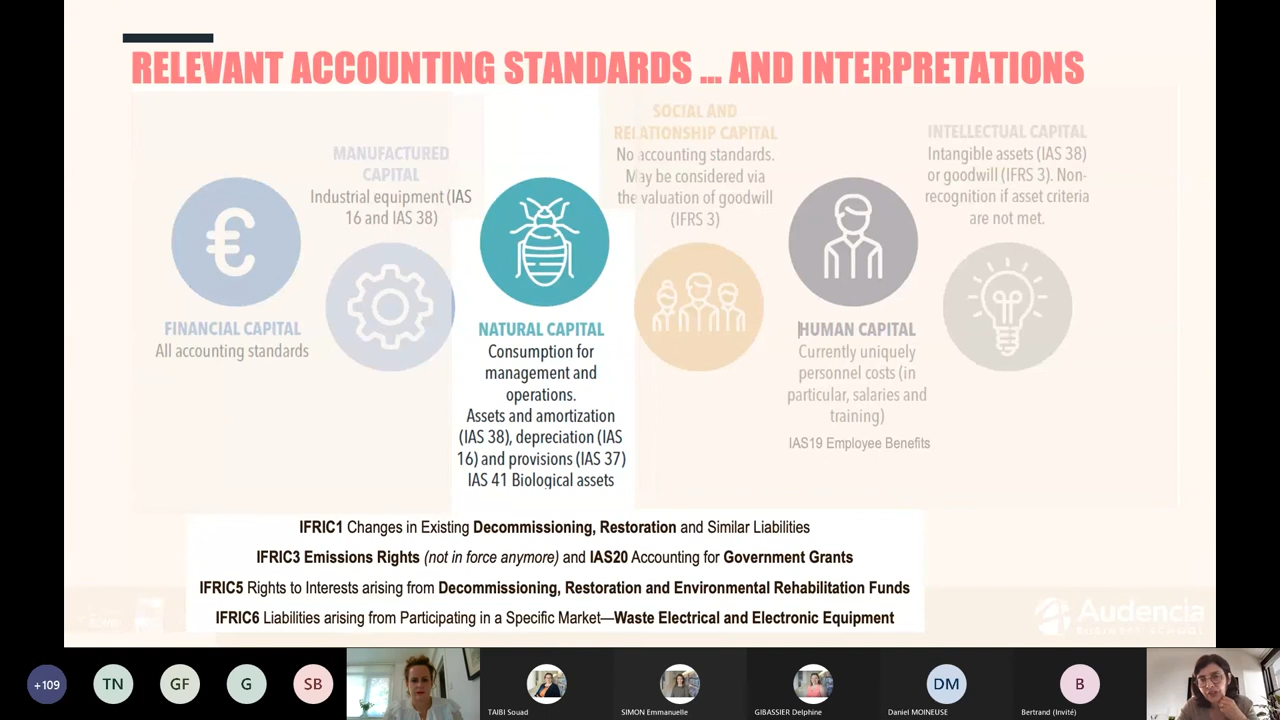 RELEVANT ACCOUNTING STANDARDS ... AND INTERPRETATIONS
FINANCIAL CAPITAL
All accounting standards
MANUFACTURED
CAPITAL
Industrial equipment (IAS
16 and IAS 38)
NATURAL CAPITAL
Consumption for
management and
operations.
Assets and amortization
(IAS 38), depreciation (IAS
16) and provisions (IAS 37)
IAS 41 Biological assets
SOCIAL AND
RELATIONSHIP CAPITAL
No accounting standards.
May be considered via
the valuation of goodwill
(IFRS 3)
HUMAN CAPITAL
Currently uniquely
personnel costs (in
particular, salaries and
training)
IAS19 Employee Benefits
INTELLECTUAL CAPITAL
Intangible assets (IAS 38)
or goodwill (IFRS 3). Non-
recognition if asset criteria
are not met.
IFRIC1 Changes in Existing Decommissioning, Restoration and Similar Liabilities
IFRIC3 Emissions Rights (not in force anymore) and IAS20 Accounting for Government Grants
IFRIC5 Rights to Interests arising from Decommissioning, Restoration and Environmental Rehabilitation Funds
IFRIC6 Liabilities arising from Participating in a Specific Market—Waste Electrical and Electronic Equipment
Audencia
BUSINESS SCHOOL
+109
TN
GF
G
SB
TAIBI Souad
SIMON Emmanuelle
GIBASSIER Delphine
DM
Daniel MOINEUSE
B
Bertrand (Invité)